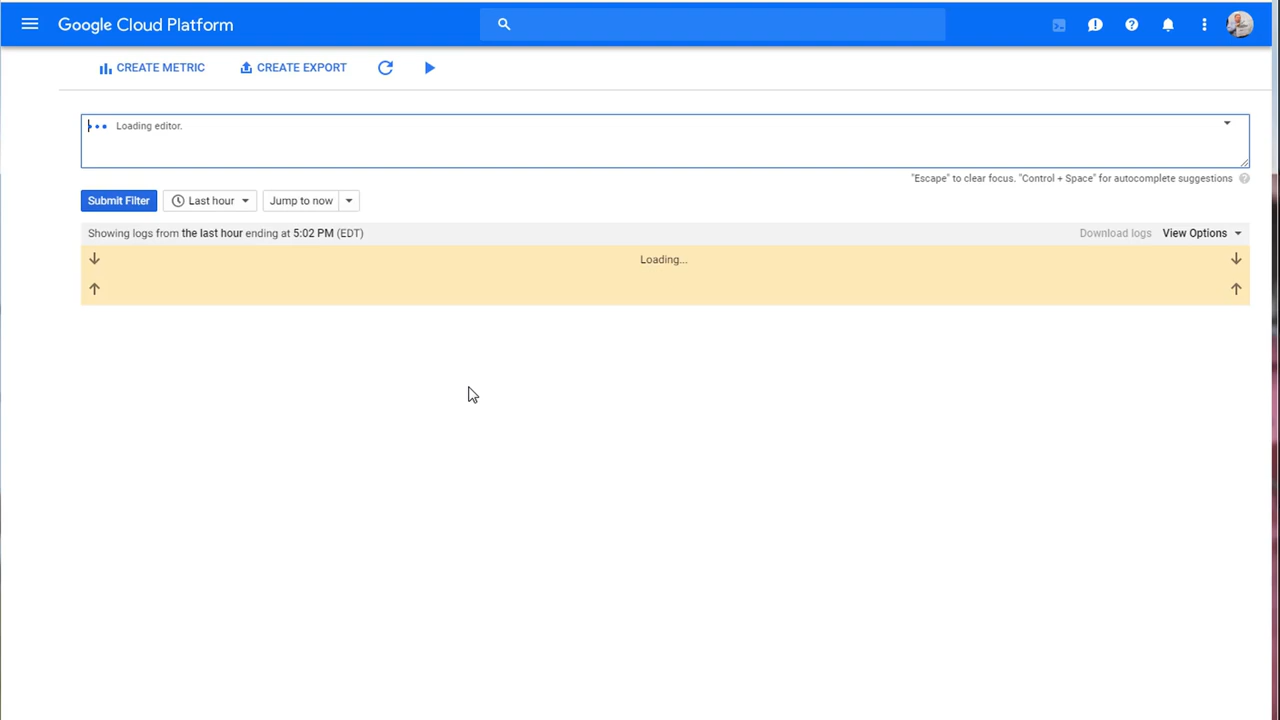 Google Cloud Platform
CREATE METRIC CREATE EXPORT
Loading editor.
"Escape" to clear focus. "Control + Space" for autocomplete suggestions
Submit Filter Last hour Jump to now
Showing logs from the last hour ending at 5:02 PM (EDT) Download logs View Options
Loading...